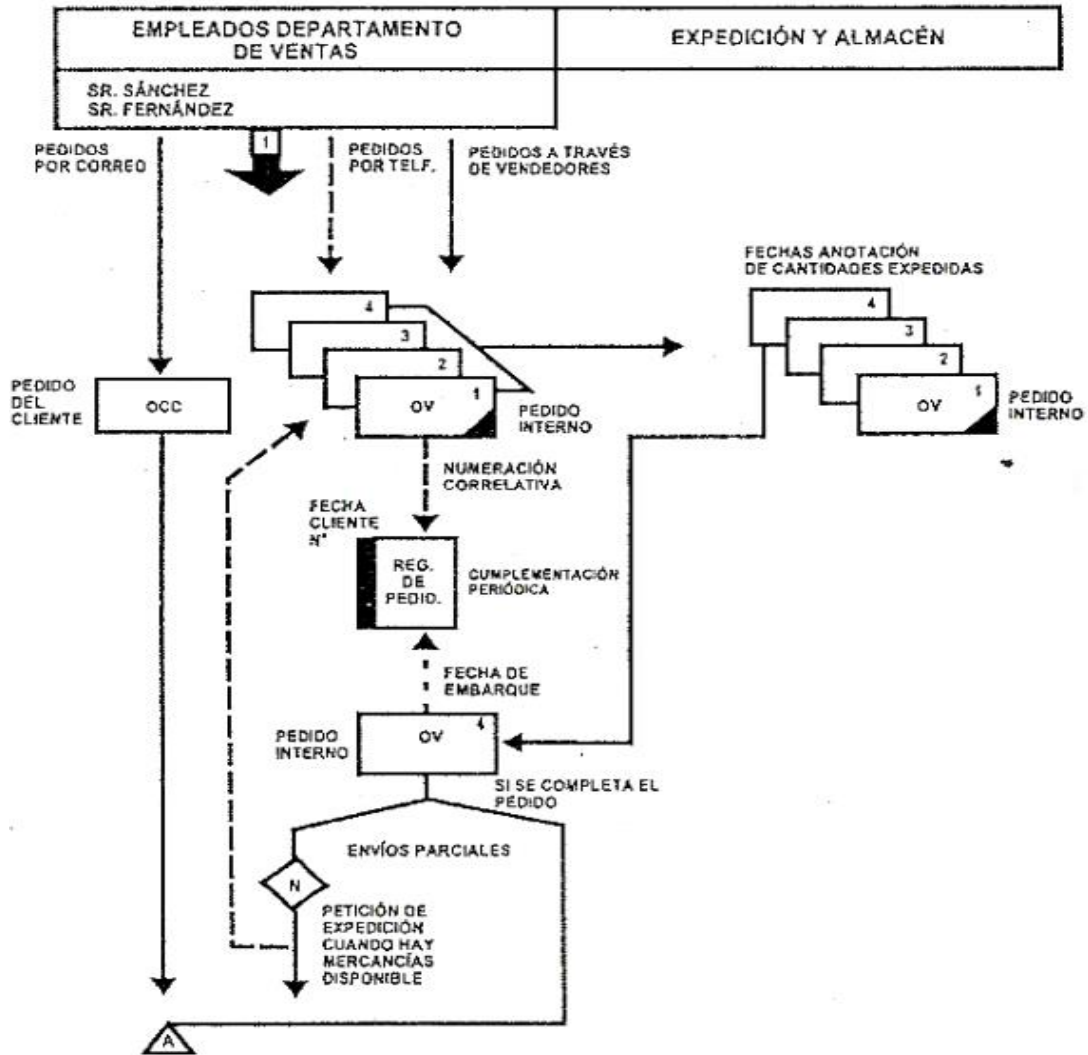 EMPLEADOS DEPARTAMENTO
DE VENTAS
EXPEDICIÓN Y ALMACÉN
SR. SÁNCHEZ
SR. FERNÁNDEZ
1
PEDIDOS
POR CORREO
PEDIDOS
POR TELF.
PEDIDOS A TRAVÉS
DE VENDEDORES
FECHAS ANOTACIÓN
DE CANTIDADES EXPEDIDAS
4
3
2
1
OV
PEDIDO
INTERNO
4
3
2
OV
PEDIDO
INTERNO
PEDIDO
DEL
CLIENTE
OCC
NUMERACIÓN
CORRELATIVA
FECHA
CLIENTE
N°
REG.
DE
PEDID.
CUMPLEMENTACIÓN
PERIÓDICA
FECHA DE
EMBARQUE
PEDIDO
INTERNO
OV
4
SI SE COMPLETA EL
PÉDIDO
ENVÍOS PARCIALES
N
PETICIÓN DE
EXPEDICIÓN
CUANDO HAY
MERCANCÍAS
DISPONIBLE
A